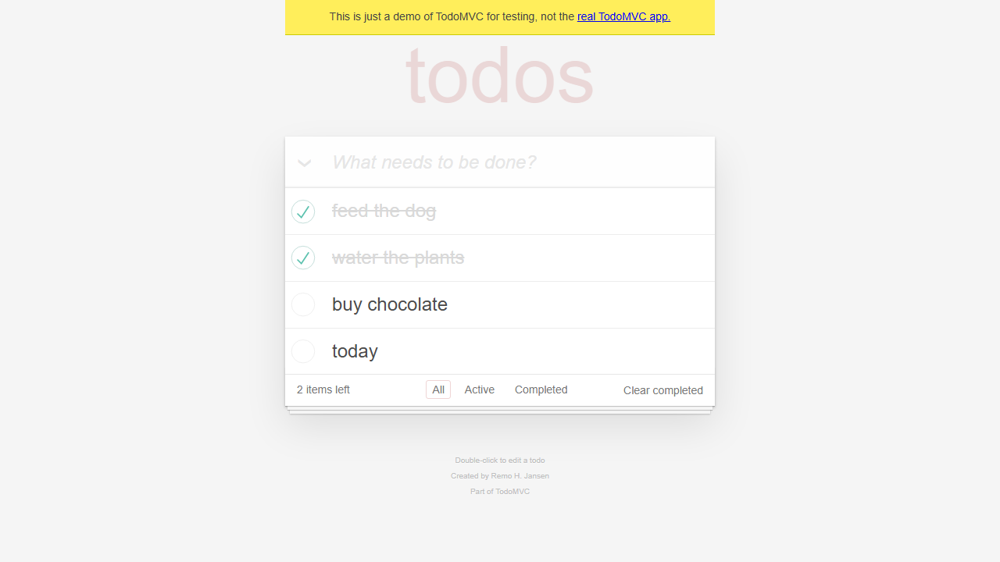 This is just a demo of TodoMVC for testing, not the real TodoMVC app.
todos
What needs to be done?
feed the dog
water the plants
buy chocolate
today
2 items left All Active Completed Clear completed
Double-click to edit a todo
Created by Remo H. Jansen
Part of TodoMVC